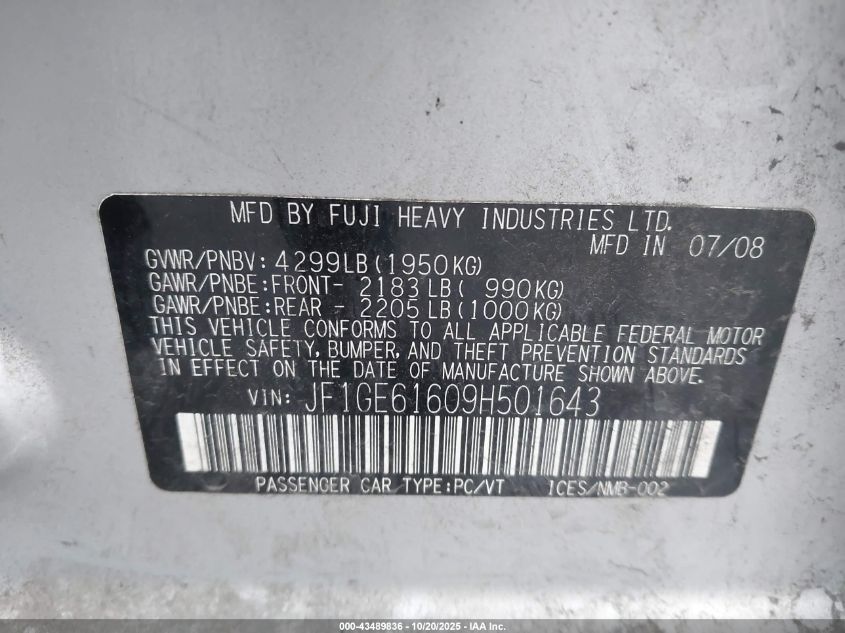 MFD BY FUJI HEAVY INDUSTRIES LTD.
MFD IN 07/08
GVWR/PNBV: 4299LB(1950KG)
GAWR/PNBE:FRONT- 2183LB( 990KG)
GAWR/PNBE:REAR - 2205LB(1000KG)
THIS VEHICLE CONFORMS TO ALL APPLICABLE FEDERAL MOTOR
VEHICLE SAFETY, BUMPER, AND THEFT PREVENTION STANDARDS
IN EFFECT ON THE DATE OF MANUFACTURE SHOWN ABOVE.
VIN: JF1GE61609H501643
PASSENGER CAR TYPE:PC/VT ICES/NMB-002
000-43489836 - 10/20/2025 - IAA Inc.